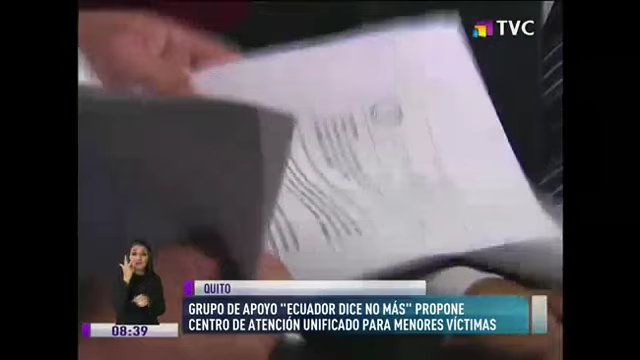 TVC
QUITO
GRUPO DE APOYO "ECUADOR DICE NO MÁS" PROPONE
CENTRO DE ATENCIÓN UNIFICADO PARA MENORES VÍCTIMAS
08:39